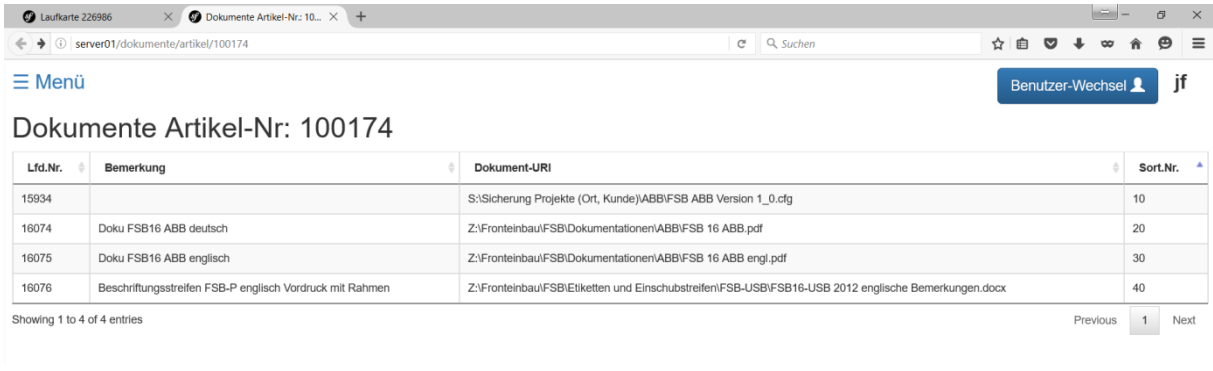 Laufkarte 226986
Dokumente Artikel-Nr.: 10...
server01/dokumente/artikel/100174
Suchen
☰ Menü
Benutzer-Wechsel
jf
Dokumente Artikel-Nr: 100174
Lfd.Nr. Bemerkung Dokument-URI Sort.Nr.
15934 S:\Sicherung Projekte (Ort, Kunde)\ABB\FSB ABB Version 1_0.cfg 10
16074 Doku FSB16 ABB deutsch Z:\Fronteinbau\FSB\Dokumentationen\ABB\FSB 16 ABB.pdf 20
16075 Doku FSB16 ABB englisch Z:\Fronteinbau\FSB\Dokumentationen\ABB\FSB 16 ABB engl.pdf 30
16076 Beschriftungsstreifen FSB-P englisch Vordruck mit Rahmen Z:\Fronteinbau\FSB\Etiketten und Einschubstreifen\FSB-USB\FSB16-USB 2012 englische Bemerkungen.docx 40
Showing 1 to 4 of 4 entries
Previous 1 Next